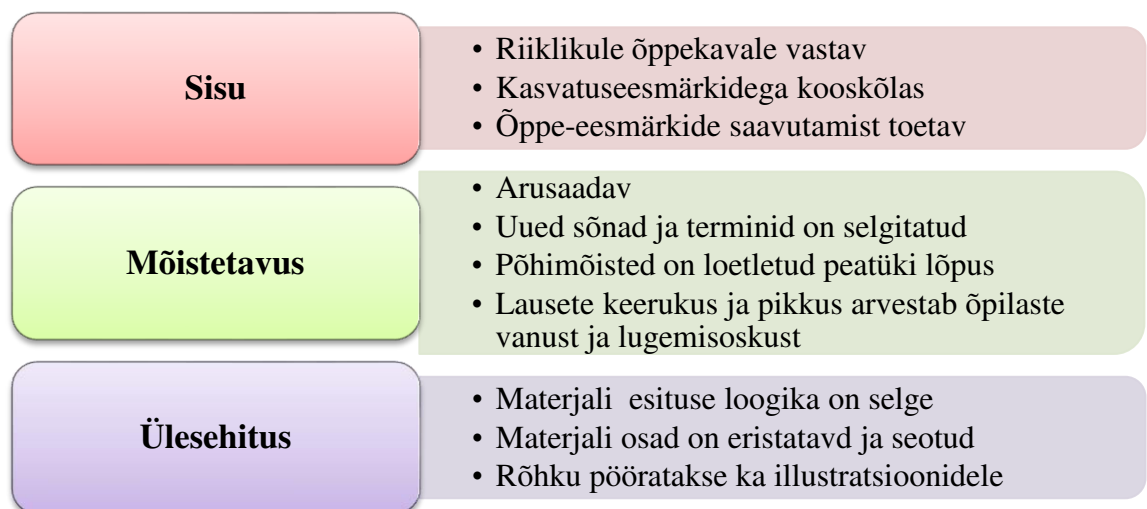 Sisu
• Riiklikule õppekavale vastav
• Kasvatuseesmärkidega kooskõlas
• Õppe-eesmärkide saavutamist toetav
Mõistetavus
• Arusaadav
• Uued sõnad ja terminid on selgitatud
• Põhimõisted on loetletud peatüki lõpus
• Lausete keerukus ja pikkus arvestab õpilaste
vanust ja lugemisoskust
Ülesehitus
• Materjali esituse loogika on selge
• Materjali osad on eristatavd ja seotud
• Rõhku pööratakse ka illustratsioonidele